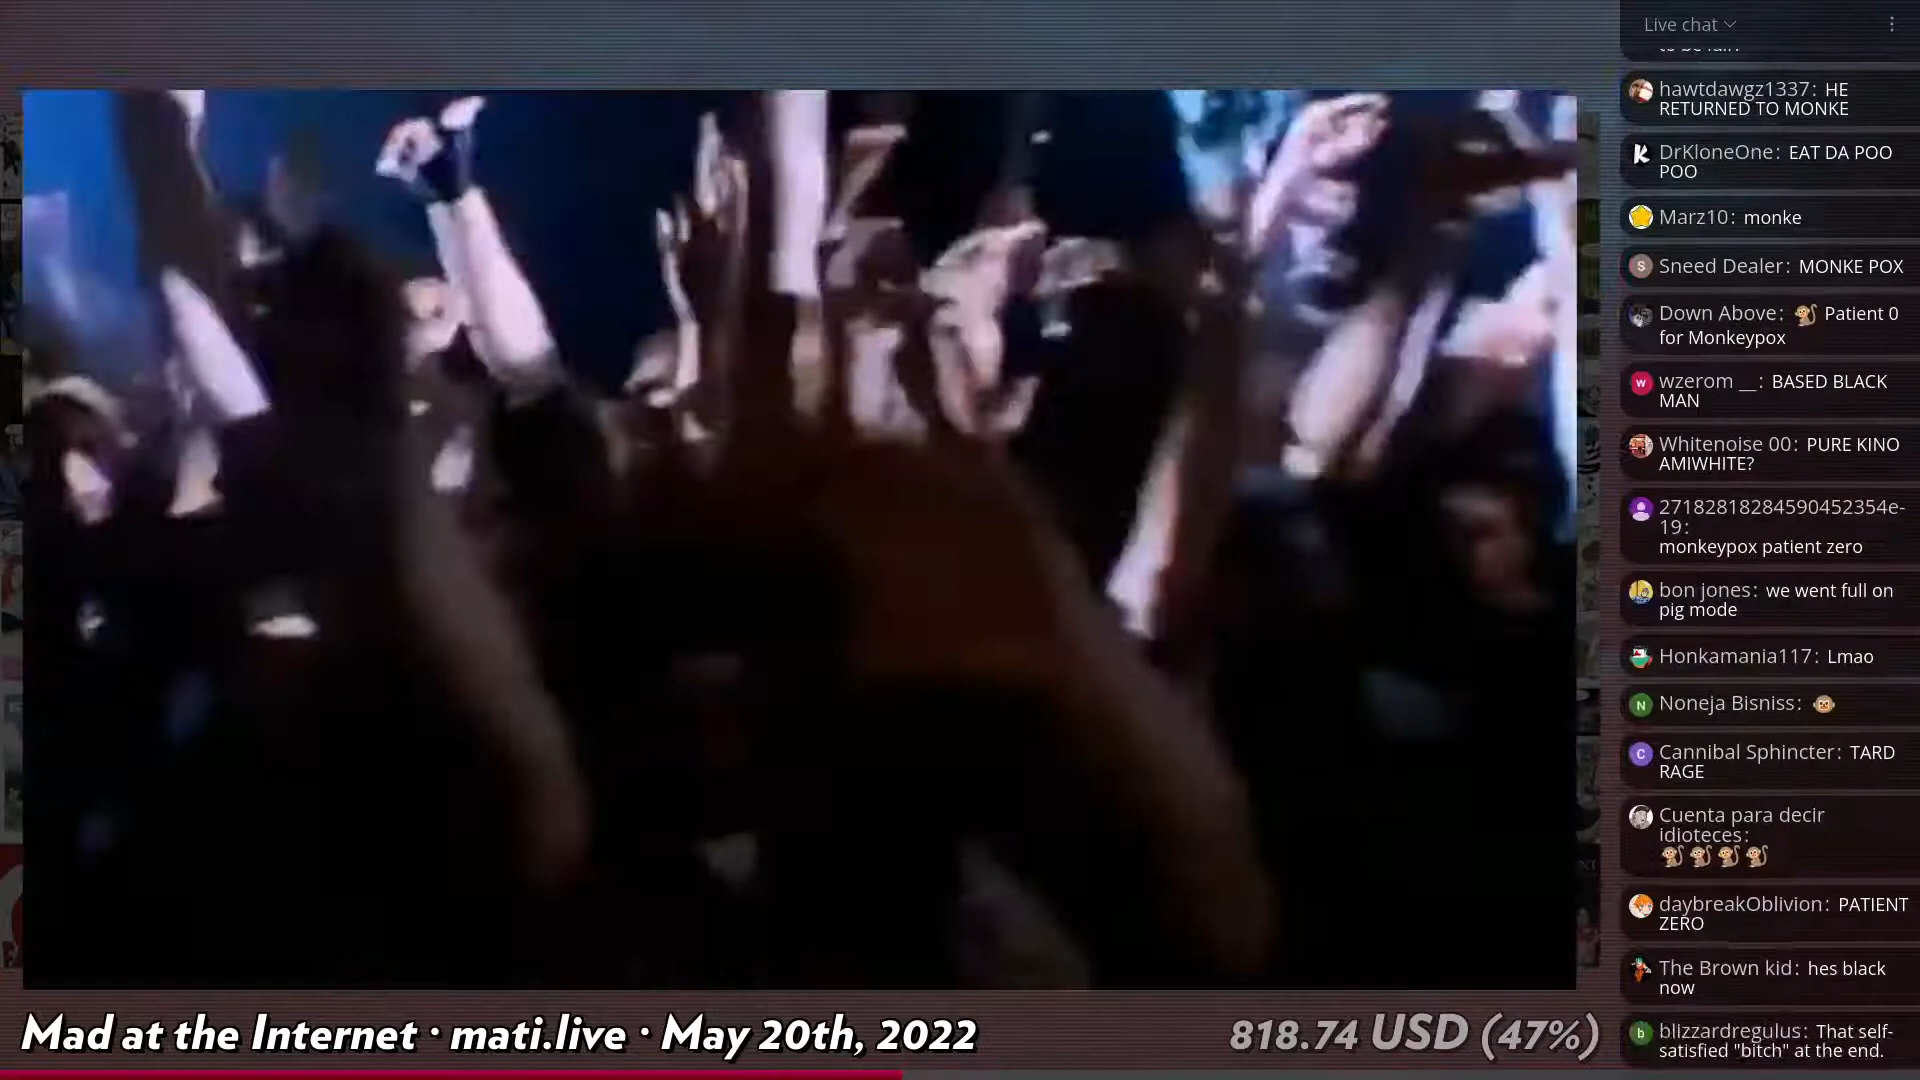 Live chat
hawtdawgz1337: HE
RETURNED TO MONKE
DrKloneOne: EAT DA POO
POO
Marz10: monke
Sneed Dealer: MONKE POX
Down Above: 🐒 Patient 0
for Monkeypox
wzerom __: BASED BLACK
MAN
Whitenoise 00: PURE KINO
AMIWHITE?
27182818284590452354e-
19:
monkeypox patient zero
bon jones: we went full on
pig mode
Honkamania117: Lmao
Noneja Bisniss: 🐵
Cannibal Sphincter: TARD
RAGE
Cuenta para decir
idioteces:
🐒🐒🐒🐒
daybreakOblivion: PATIENT
ZERO
The Brown kid: hes black
now
blizzardregulus: That self-
satisfied "bitch" at the end.
Mad at the Internet · mati.live · May 20th, 2022
818.74 USD (47%)